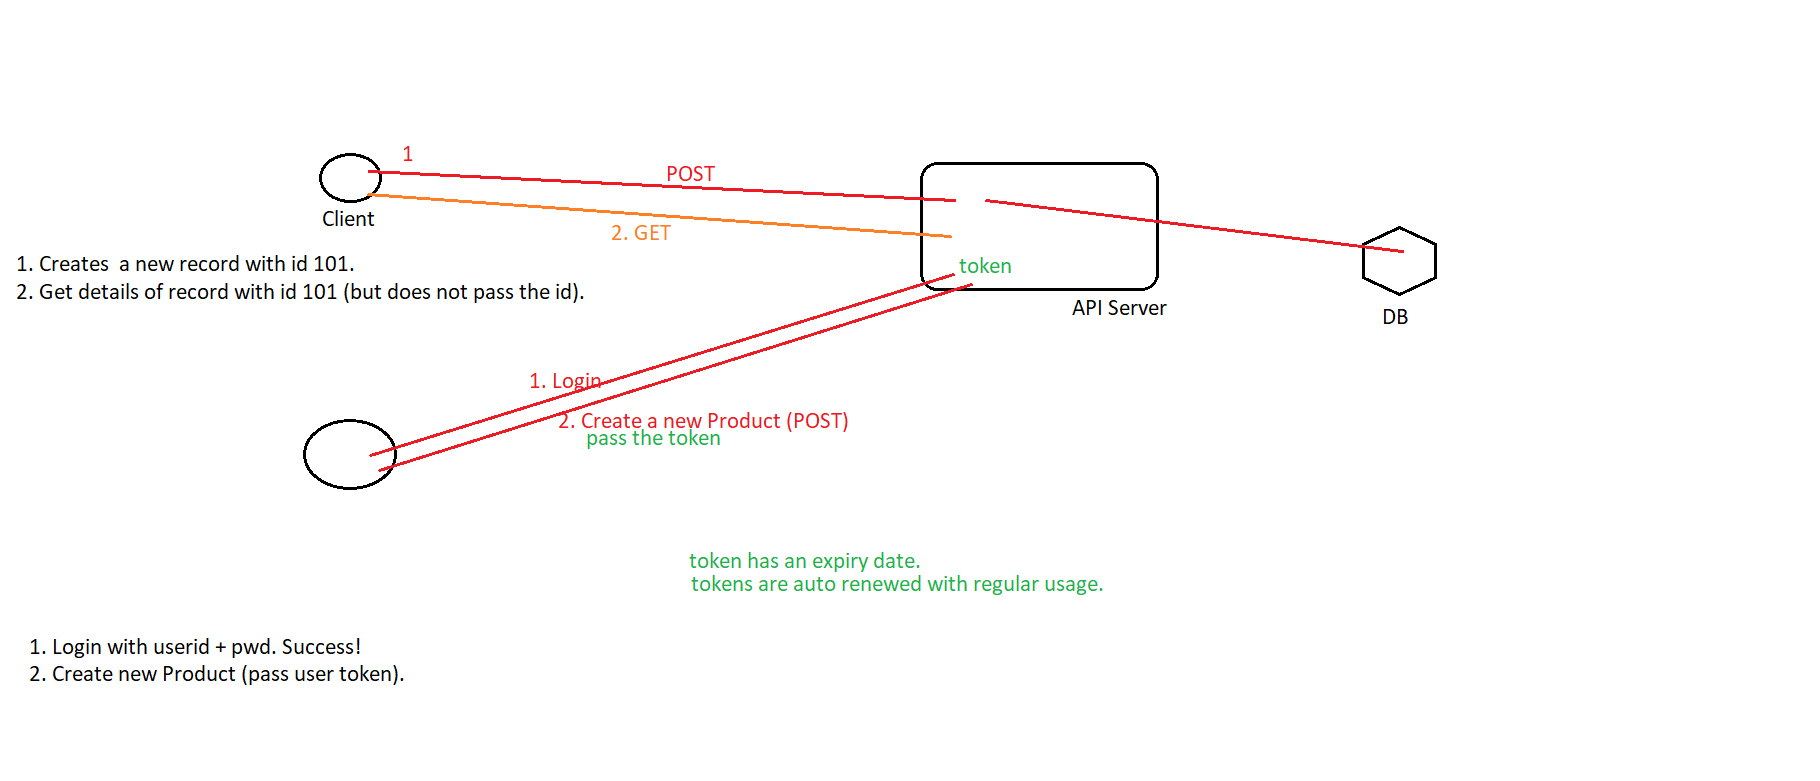 1
POST
2. GET
Client
1. Creates  a new record with id 101.
2. Get details of record with id 101 (but does not pass the id).
token
API Server
DB
1. Login
2. Create a new Product (POST)
pass the token
token has an expiry date.
tokens are auto renewed with regular usage.
1. Login with userid + pwd. Success!
2. Create new Product (pass user token).